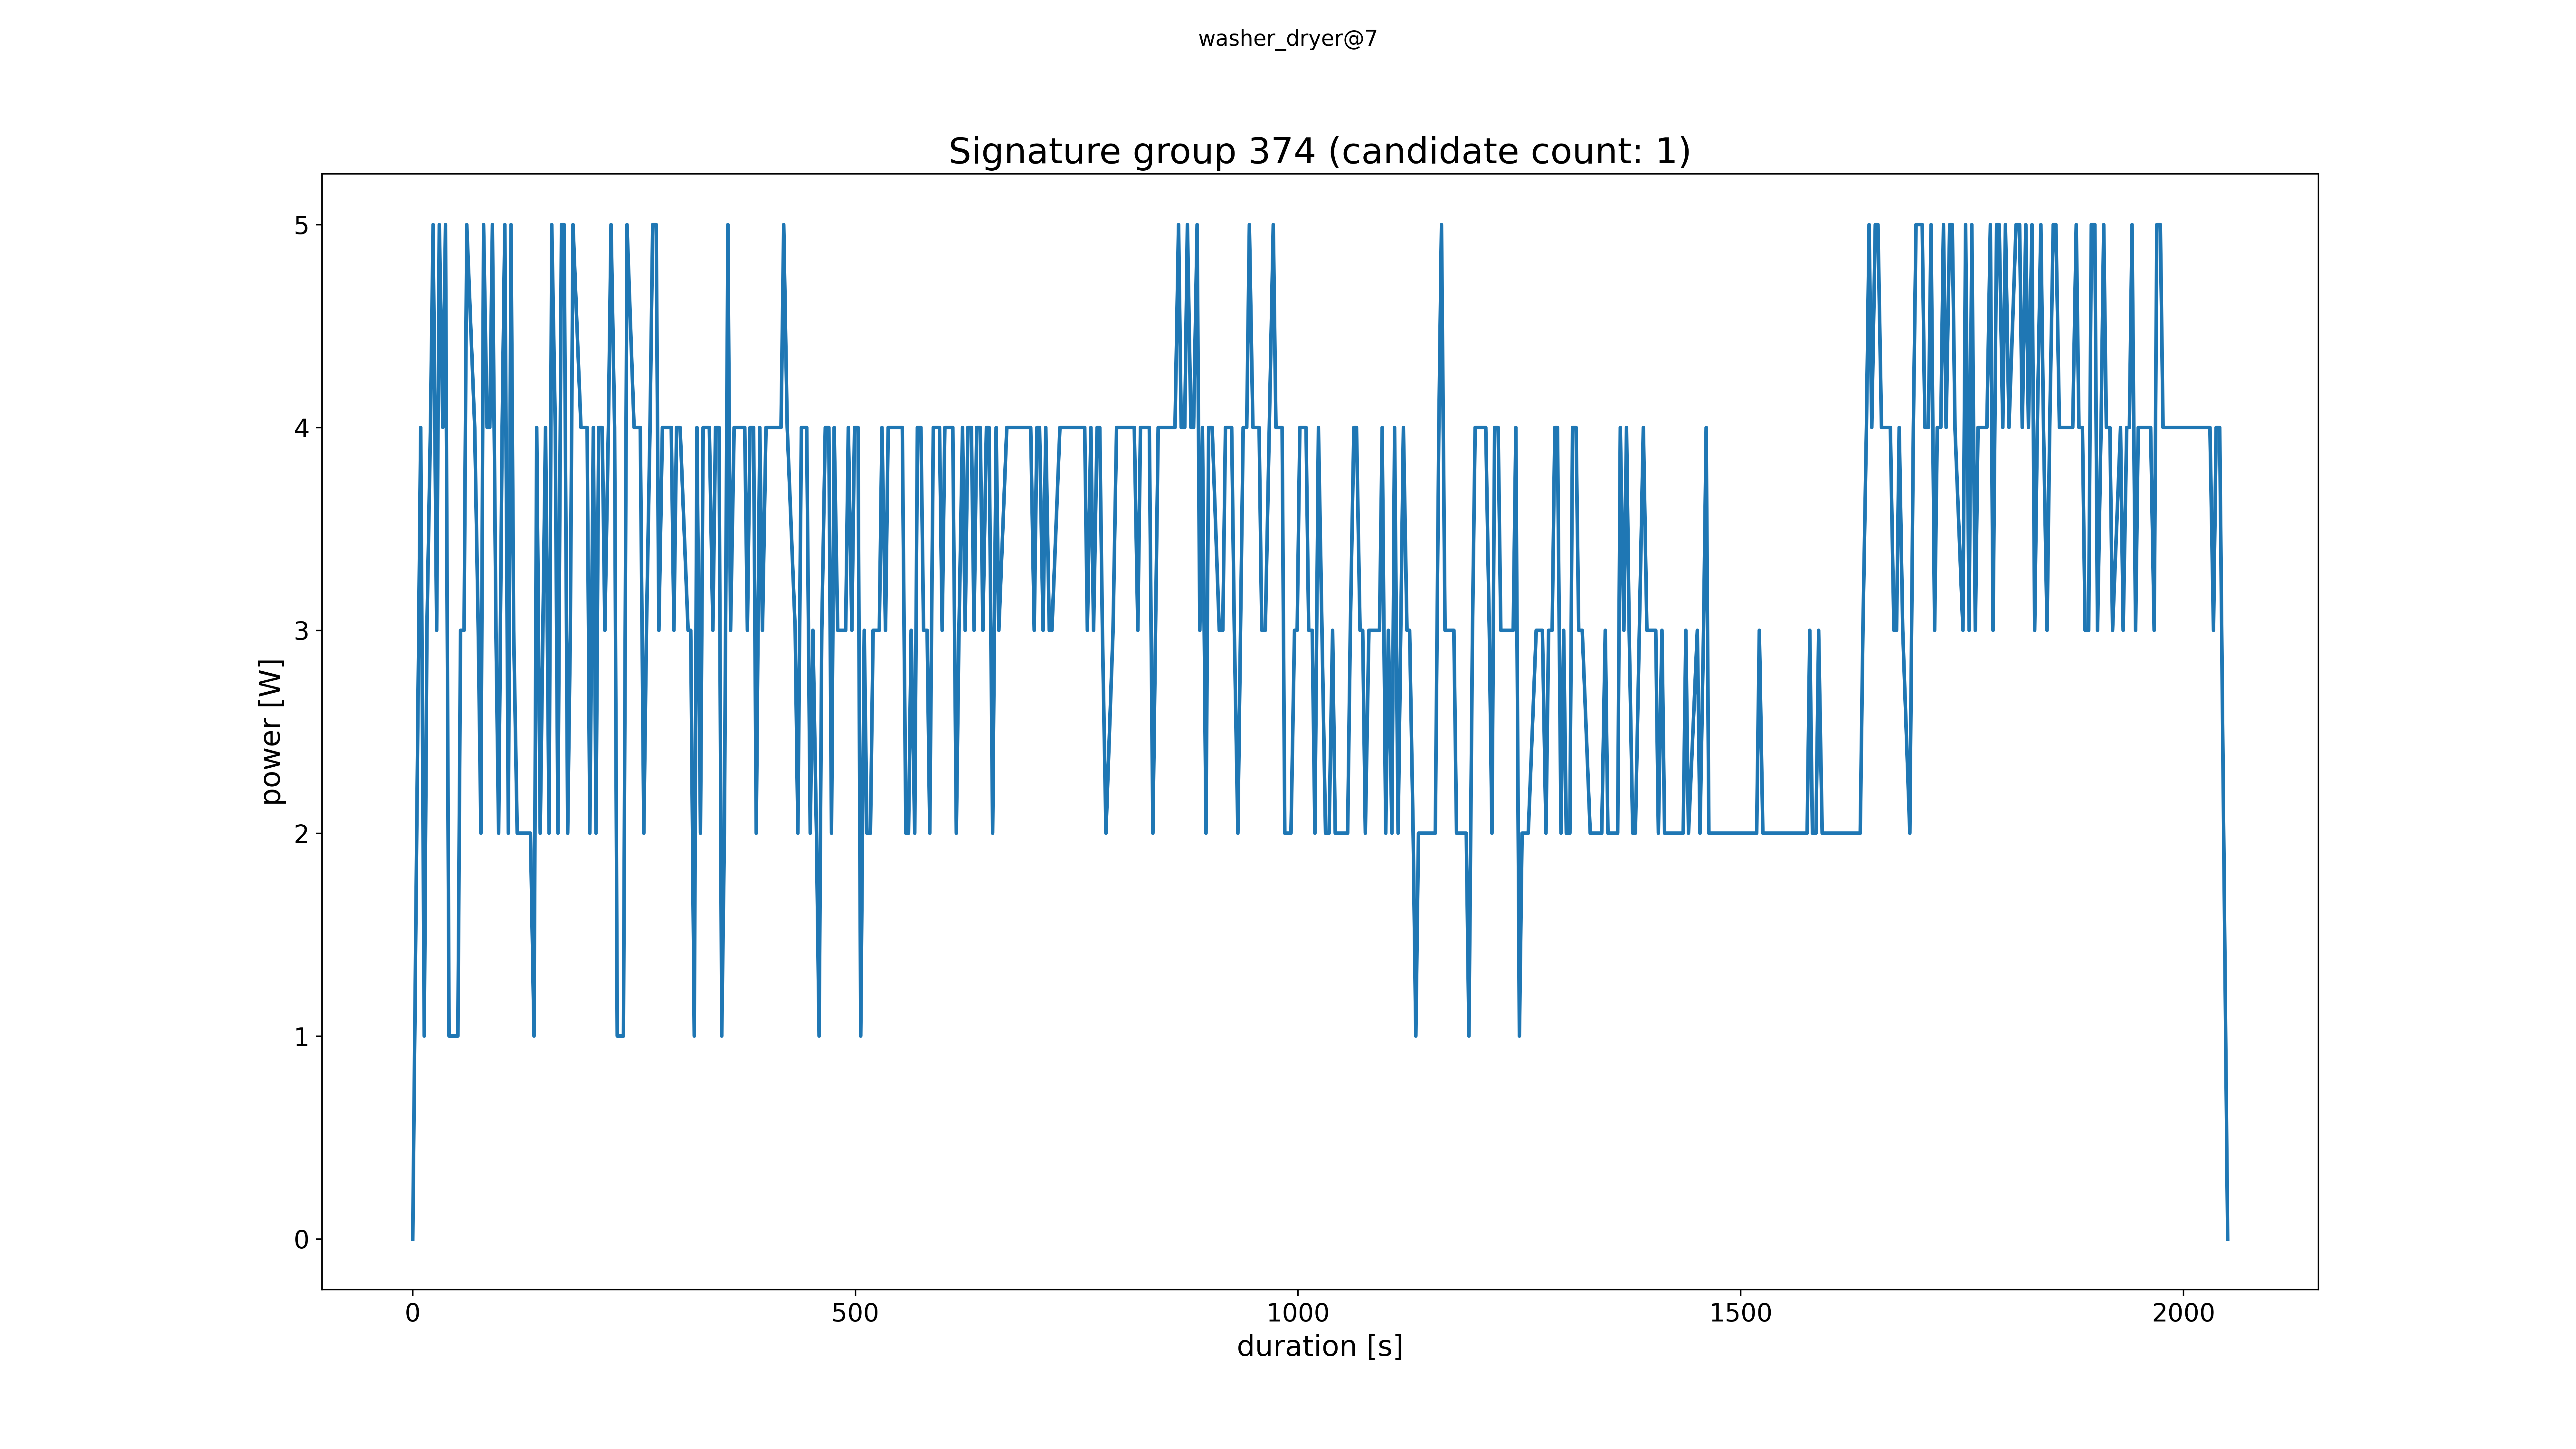 washer_dryer@7
Signature group 374 (candidate count: 1)
power [W]
5
4
3
2
1
0
0 500 1000 1500 2000
duration [s]